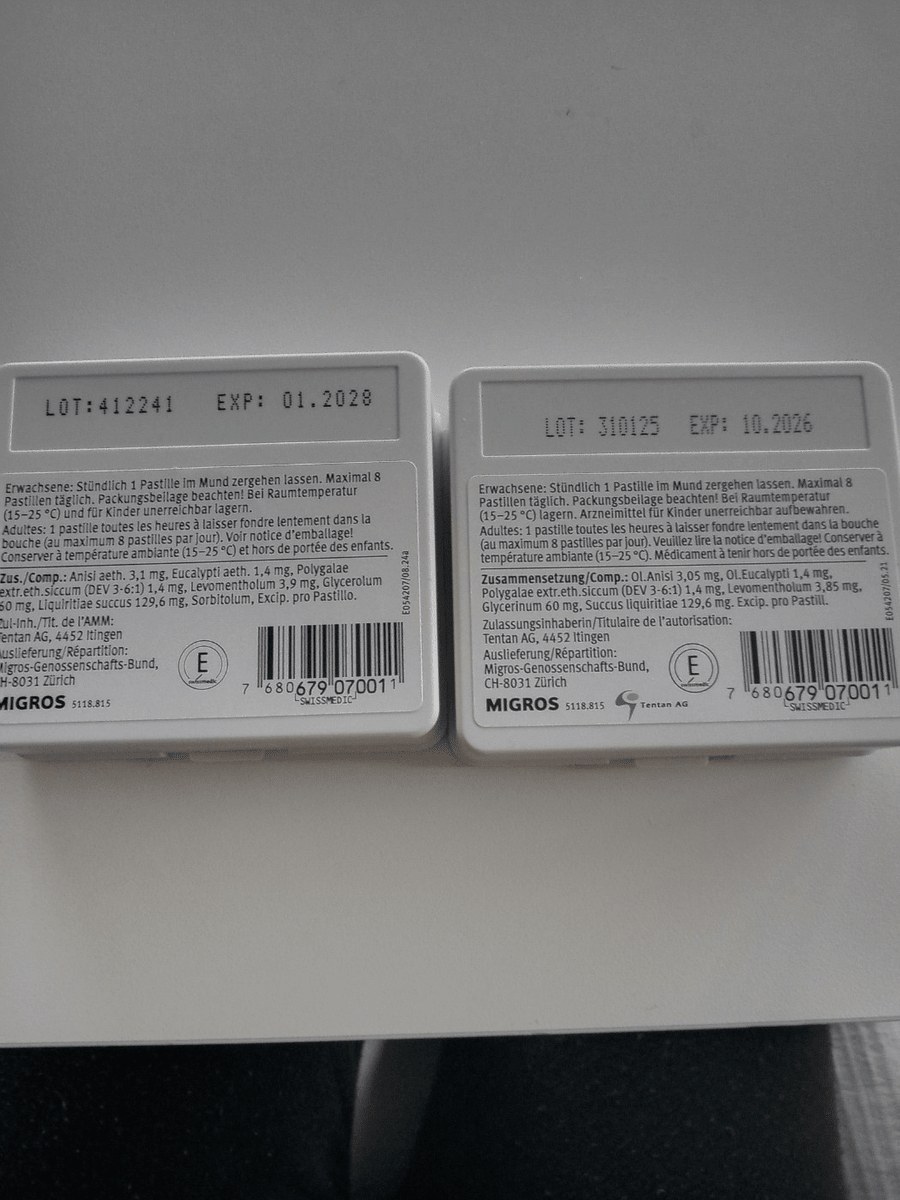 LOT:412241 EXP: 01.2028
Erwachsene: Stündlich 1 Pastille im Mund zergehen lassen. Maximal 8
Pastillen täglich. Packungsbeilage beachten! Bei Raumtemperatur
(15–25 °C) und für Kinder unerreichbar lagern.
Adultes: 1 pastille toutes les heures à laisser fondre lentement dans la
bouche (au maximum 8 pastilles par jour). Voir notice d'emballage!
Conserver à température ambiante (15–25 °C) et hors de portée des enfants.
Zus./Comp.: Anisi aeth. 3,1 mg, Eucalypti aeth. 1,4 mg, Polygalae
extr.eth.siccum (DEV 3-6:1) 1,4 mg, Levomentholum 3,9 mg, Glycerolum
60 mg, Liquiritiae succus 129,6 mg, Sorbitolum, Excip. pro Pastillo.
E054207/08.24a
Zul-Inh./Tit. de l'AMM:
Tentan AG, 4452 Itingen
Auslieferung/Répartition:
Migros-Genossenschafts-Bund,
CH-8031 Zürich
MIGROS 5118.815
E
7 680679 070011
SWISSMEDIC
LOT: 310125 EXP: 10.2026
Erwachsene: Stündlich 1 Pastille im Mund zergehen lassen. Maximal 8
Pastillen täglich. Packungsbeilage beachten! Bei Raumtemperatur
(15–25 °C) lagern. Arzneimittel für Kinder unerreichbar aufbewahren.
Adultes: 1 pastille toutes les heures à laisser fondre lentement dans la bouche
(au maximum 8 pastilles par jour). Veuillez lire la notice d'emballage! Conserver à
température ambiante (15–25 °C). Médicament à tenir hors de portée des enfants.
Zusammensetzung/Comp.: Ol.Anisi 3,05 mg, Ol.Eucalypti 1,4 mg,
Polygalae extr.eth.siccum (DEV 3-6:1) 1,4 mg, Levomentholum 3,85 mg,
Glycerinum 60 mg, Succus liquiritiae 129,6 mg. Excip. pro Pastill.
E054207/05.21
Zulassungsinhaberin/Titulaire de l'autorisation:
Tentan AG, 4452 Itingen
Auslieferung/Répartition:
Migros-Genossenschafts-Bund,
CH-8031 Zürich
MIGROS 5118.815 Tentan AG
E
7 680679 070011
SWISSMEDIC